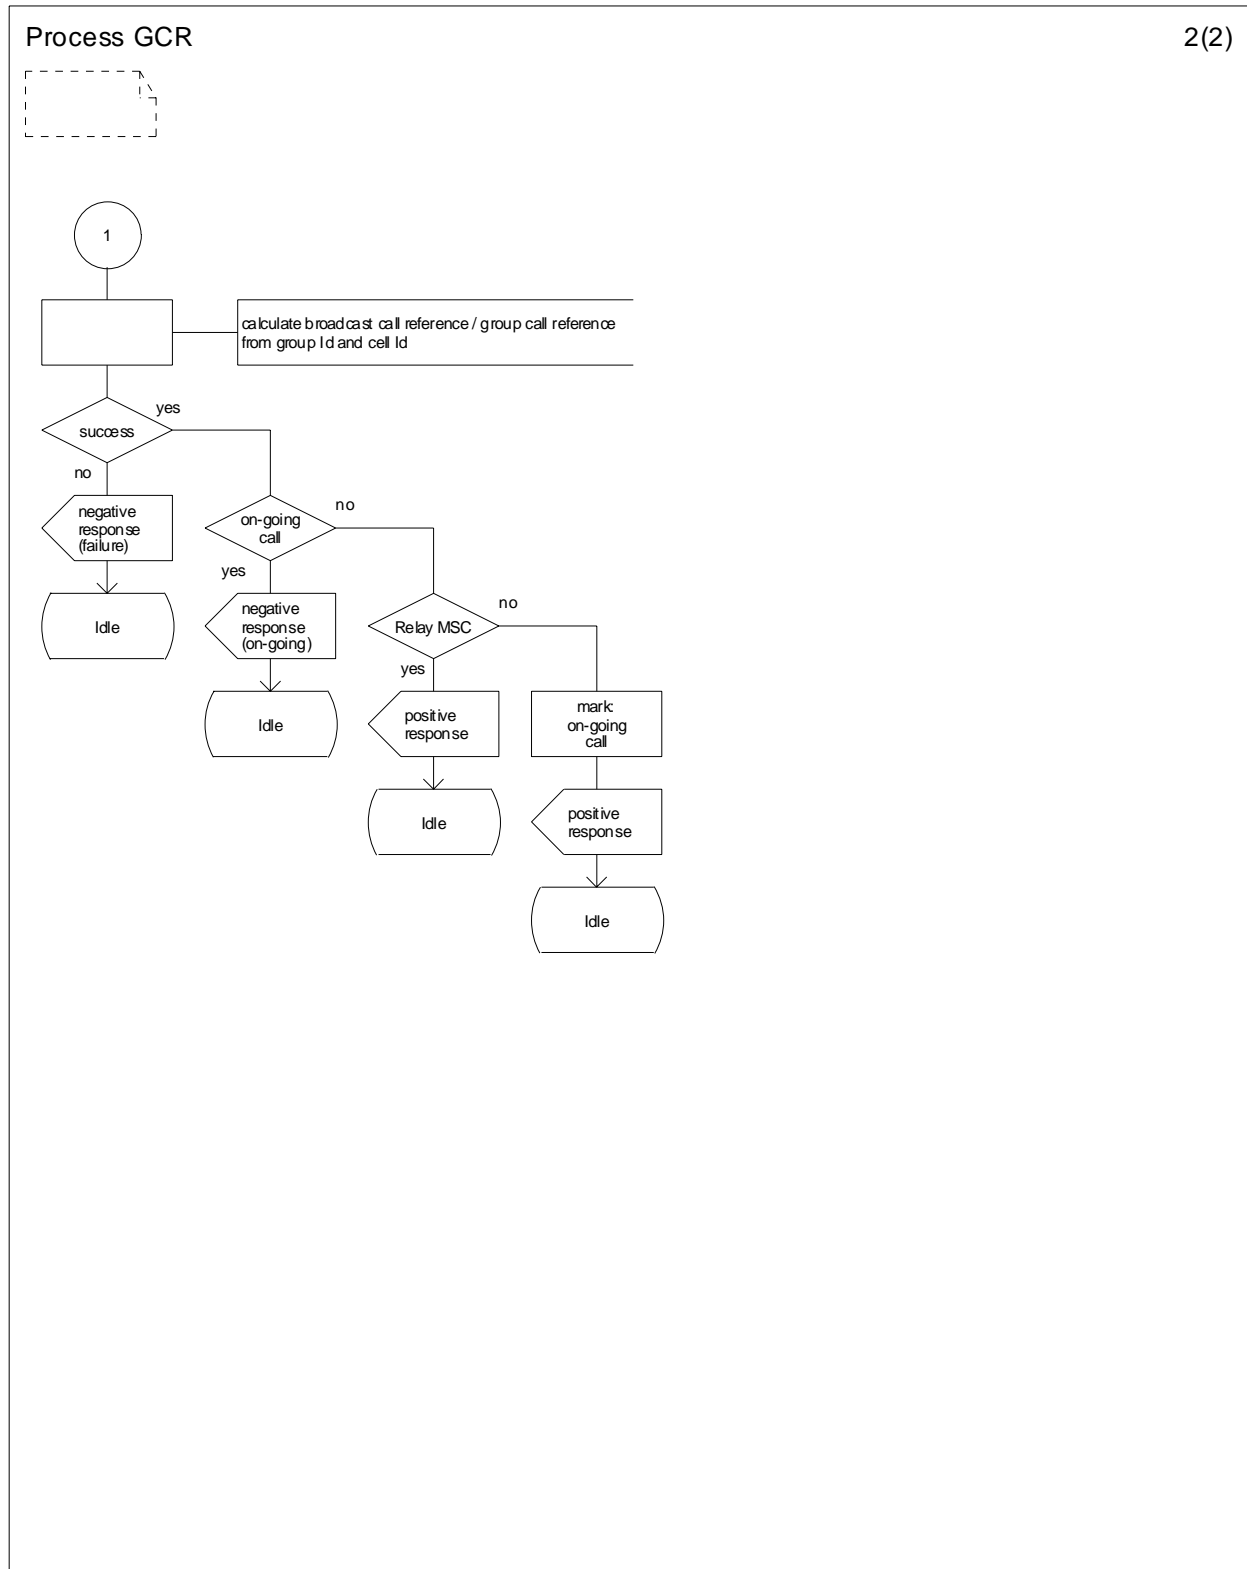 Process GCR
2(2)
1
calculate broadcast call reference / group call reference
from group Id and cell Id
yes
success
no
negative
response
(failure)
Idle
on-going
call
no
yes
negative
response
(on-going)
Idle
Relay MSC
no
yes
positive
response
Idle
mark:
on-going
call
positive
response
Idle